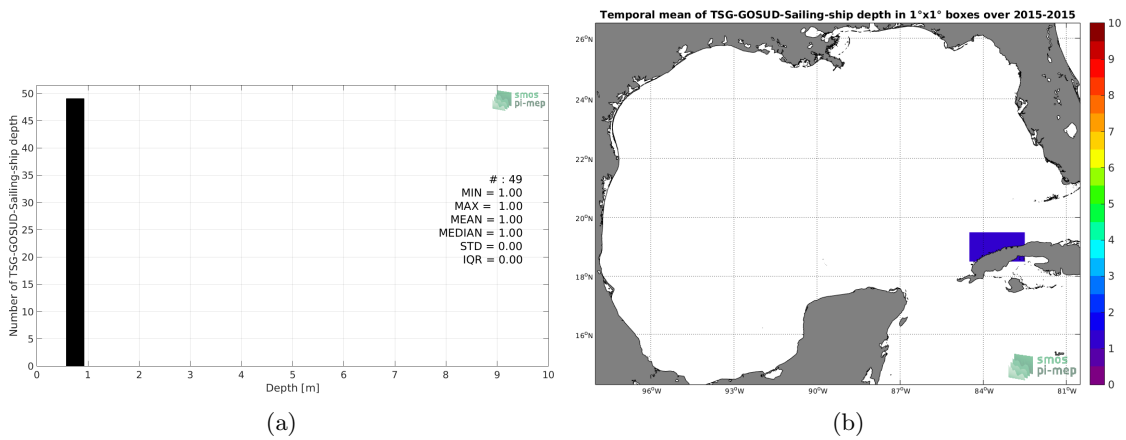 Number of TSG-GOSUD-Sailing-ship depth
50
45
40
35
30
25
20
15
10
5
0
smos
pi-mep
# : 49
MIN = 1.00
MAX = 1.00
MEAN = 1.00
MEDIAN = 1.00
STD = 0.00
IQR = 0.00
0 1 2 3 4 5 6 7 8 9 10
Depth [m]
(a)
Temporal mean of TSG-GOSUD-Sailing-ship depth in 1°x1° boxes over 2015-2015
26°N
24°N
22°N
20°N
18°N
16°N
96°W 93°W 90°W 87°W 84°W 81°W
smos
pi-mep
10
9
8
7
6
5
4
3
2
1
0
(b)